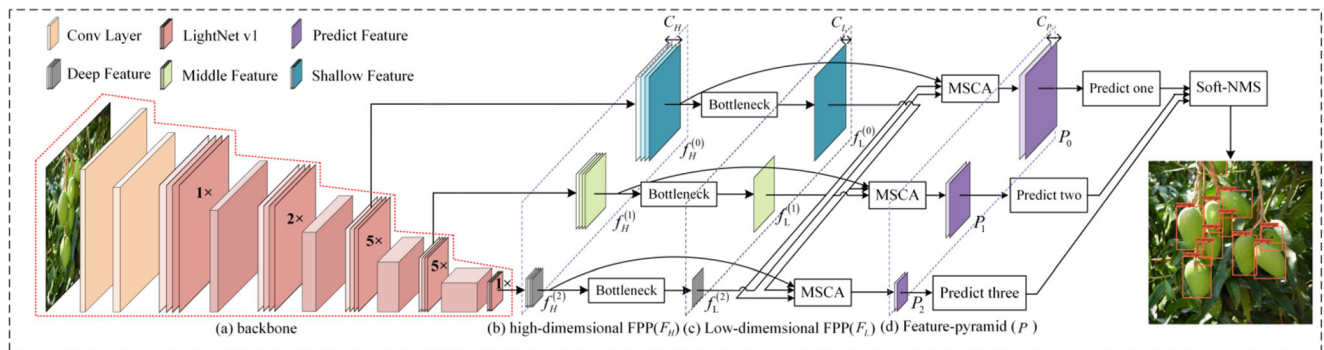 Conv Layer
LightNet v1
Predict Feature
Deep Feature
Middle Feature
Shallow Feature
1×
2×
5×
5×
1×
C_H
C_L
C_P
Bottleneck
MSCA
Predict one
Soft-NMS
f_H^(0)
f_L^(0)
P_0
Bottleneck
MSCA
Predict two
f_H^(1)
f_L^(1)
P_1
Bottleneck
MSCA
Predict three
f_H^(2)
f_L^(2)
P_2
(a) backbone
(b) high-dimensional FPP(F_H)
(c) Low-dimensional FPP(F_L)
(d) Feature-pyramid (P)